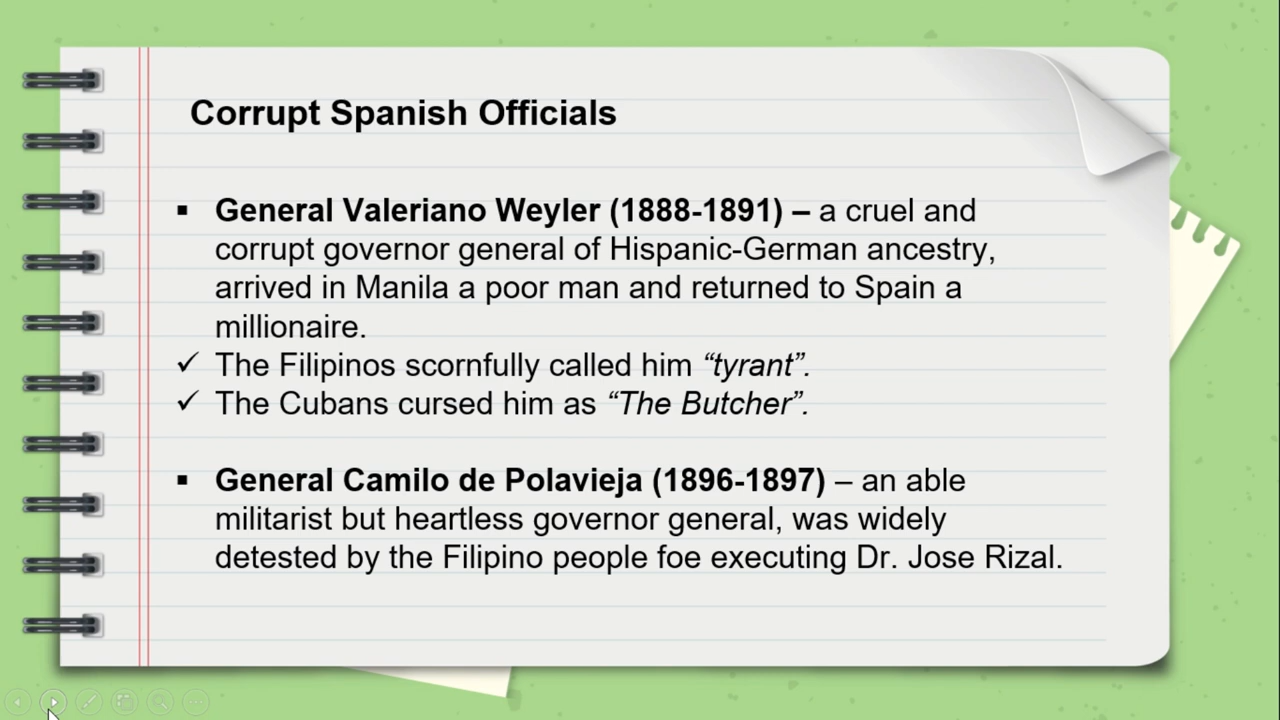 Corrupt Spanish Officials
▪ General Valeriano Weyler (1888-1891) – a cruel and
corrupt governor general of Hispanic-German ancestry,
arrived in Manila a poor man and returned to Spain a
millionaire.
✓ The Filipinos scornfully called him “tyrant”.
✓ The Cubans cursed him as “The Butcher”.
▪ General Camilo de Polavieja (1896-1897) – an able
militarist but heartless governor general, was widely
detested by the Filipino people foe executing Dr. Jose Rizal.